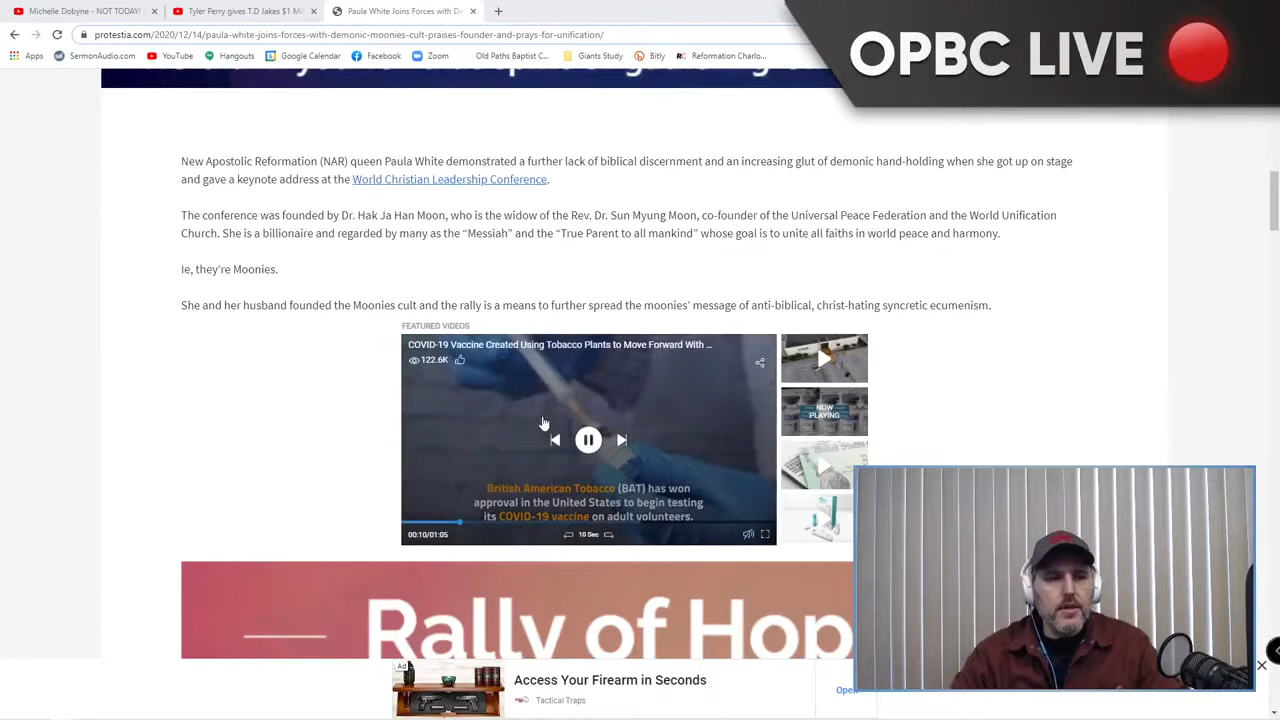 Michelle Dobyne - NOT TODAY!
Tyler Perry gives T.D Jakes $1 M
Paula White Joins Forces with De
OPBC LIVE
protestia.com/2020/12/14/paula-white-joins-forces-with-demonic-moonies-cult-praises-founder-and-prays-for-unification/
Apps
SermonAudio.com
YouTube
Hangouts
Google Calendar
Facebook
Zoom
Old Paths Baptist C...
Giants Study
Bitly
Reformation Charlo...
New Apostolic Reformation (NAR) queen Paula White demonstrated a further lack of biblical discernment and an increasing glut of demonic hand-holding when she got up on stage
and gave a keynote address at the World Christian Leadership Conference.
The conference was founded by Dr. Hak Ja Han Moon, who is the widow of the Rev. Dr. Sun Myung Moon, co-founder of the Universal Peace Federation and the World Unification
Church. She is a billionaire and regarded by many as the “Messiah” and the “True Parent to all mankind” whose goal is to unite all faiths in world peace and harmony.
Ie, they’re Moonies.
She and her husband founded the Moonies cult and the rally is a means to further spread the moonies’ message of anti-biblical, christ-hating syncretic ecumenism.
FEATURED VIDEOS
COVID-19 Vaccine Created Using Tobacco Plants to Move Forward With ...
122.6K
NOW
PLAYING
British American Tobacco (BAT) has won
approval in the United States to begin testing
its COVID-19 vaccine on adult volunteers.
00:10/01:05
10 Sec
Rally of Hop
Ad
Access Your Firearm in Seconds
Tactical Traps
Open